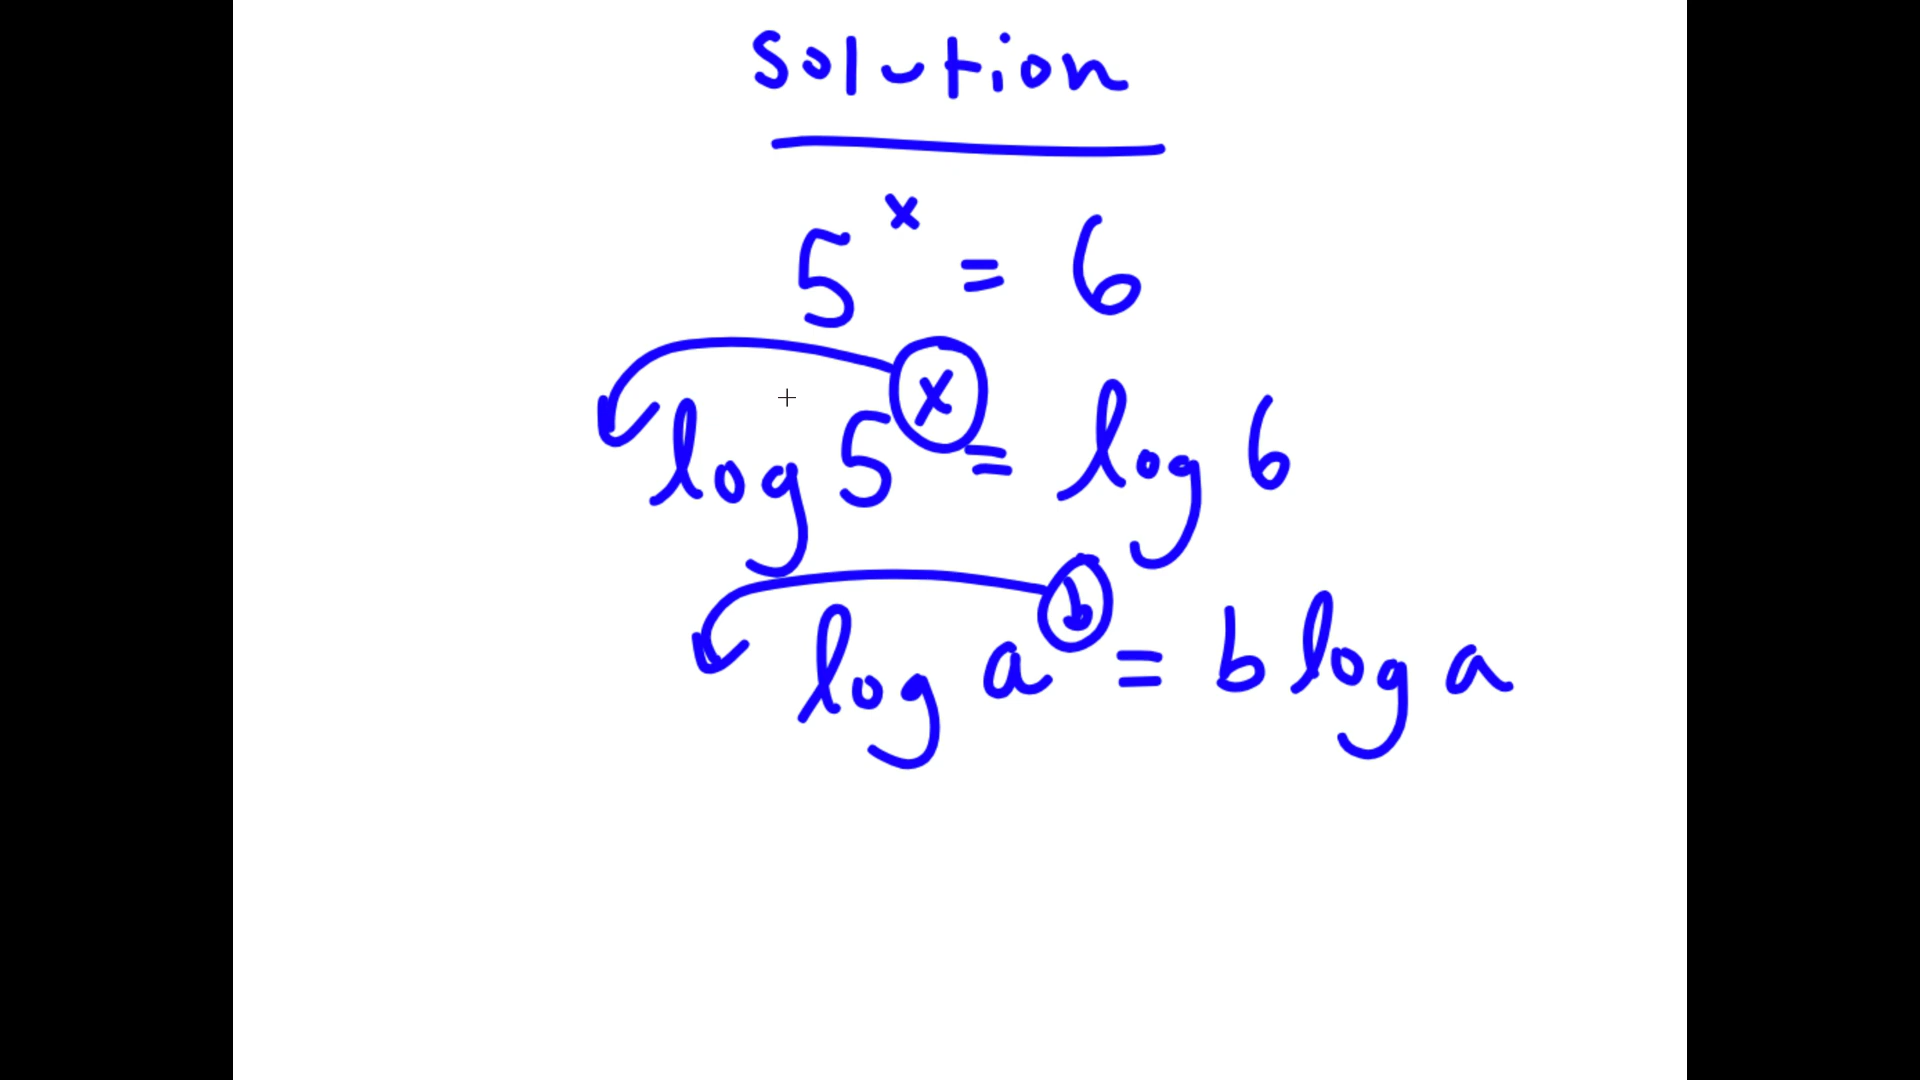 Solution
5^x = 6
log 5^x = log 6
log a^b = b log a